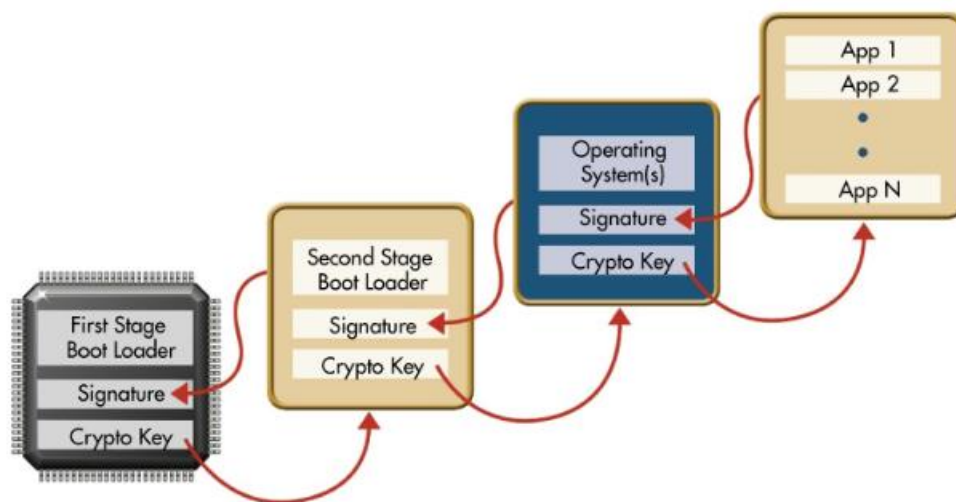 First Stage
Boot Loader
Signature
Crypto Key
Second Stage
Boot Loader
Signature
Crypto Key
Operating
System(s)
Signature
Crypto Key
App 1
App 2
App N